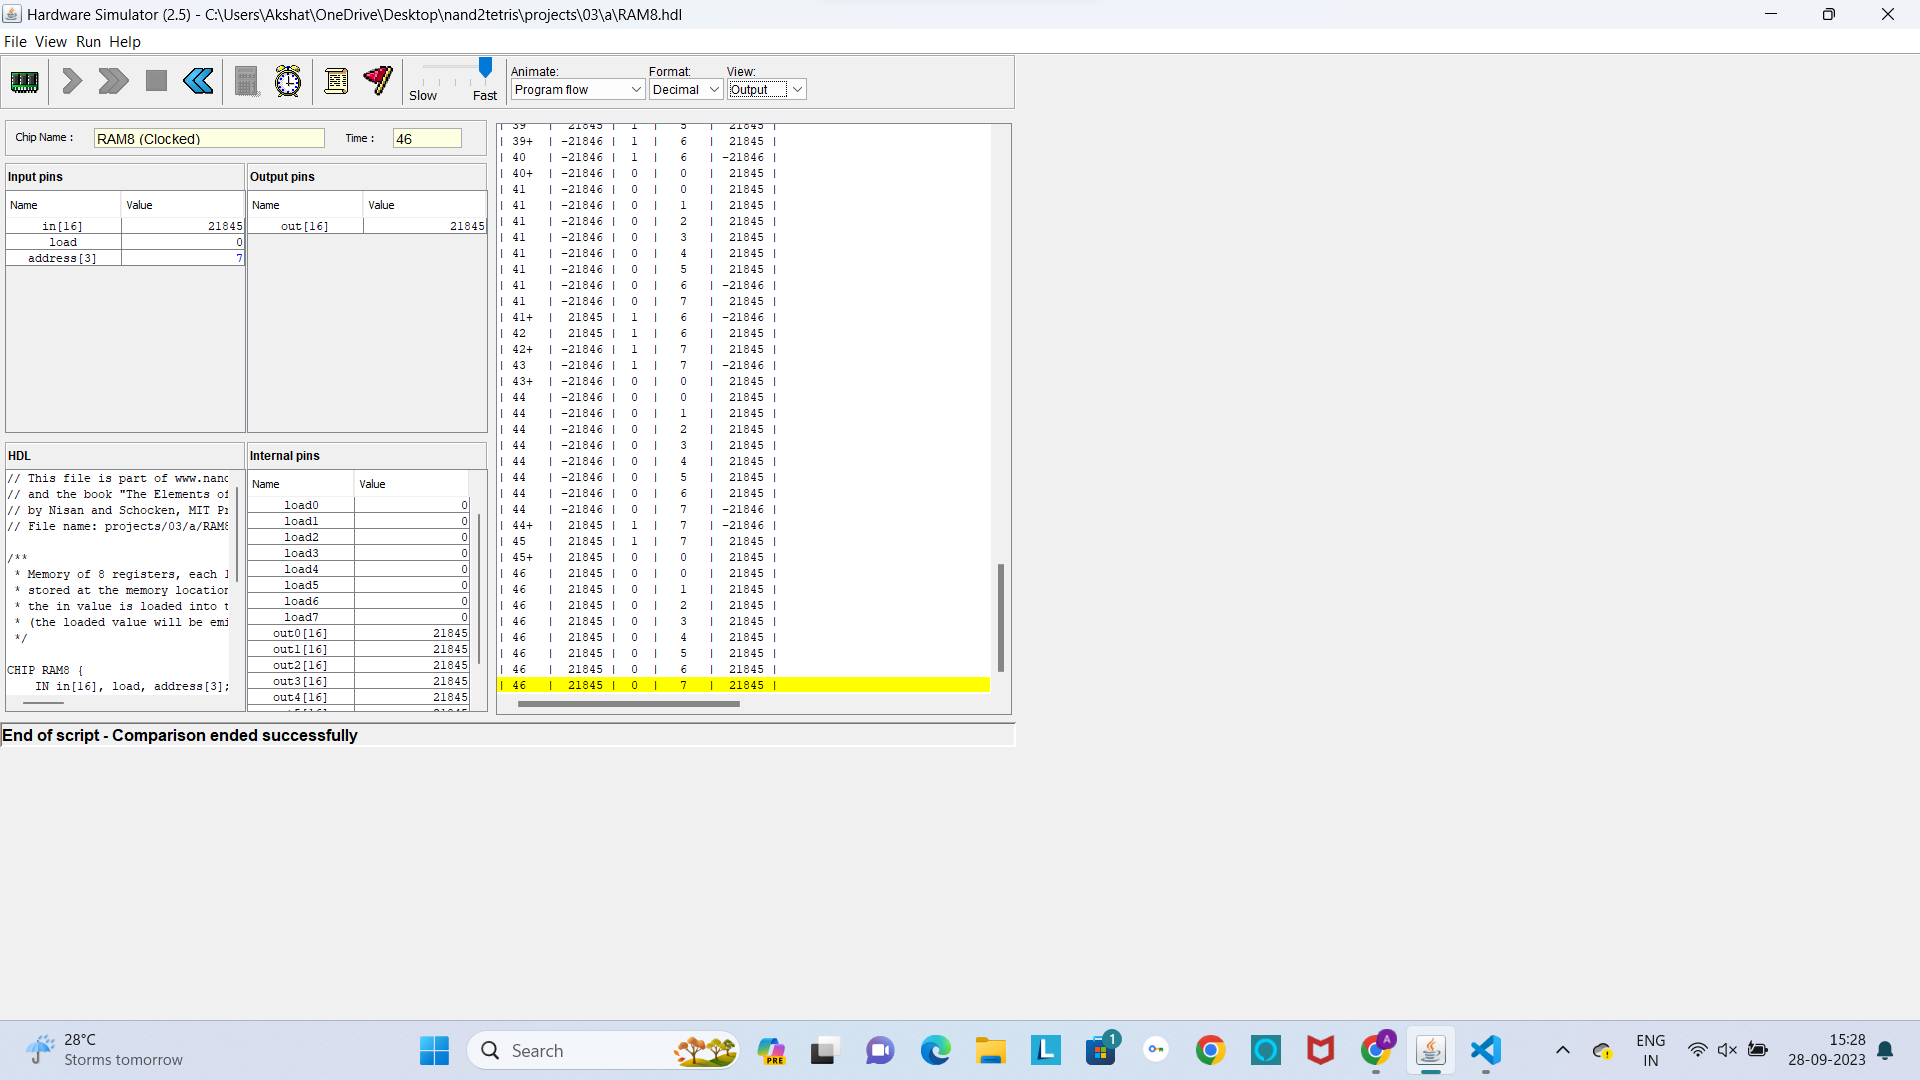 Hardware Simulator (2.5) - C:\Users\Akshat\OneDrive\Desktop\nand2tetris\projects\03\a\RAM8.hdl
File View Run Help
Slow Fast
Animate: Format: View:
Program flow Decimal Output
Chip Name : RAM8 (Clocked) Time : 46
Input pins
Name Value
in[16] 21845
load 0
address[3] 7
Output pins
Name Value
out[16] 21845
HDL
// This file is part of www.nanc
// and the book "The Elements of
// by Nisan and Schocken, MIT Pr
// File name: projects/03/a/RAM8
/**
* Memory of 8 registers, each 1
* stored at the memory location
* the in value is loaded into t
* (the loaded value will be emi
*/
CHIP RAM8 {
IN in[16], load, address[3];
Internal pins
Name Value
load0 0
load1 0
load2 0
load3 0
load4 0
load5 0
load6 0
load7 0
out0[16] 21845
out1[16] 21845
out2[16] 21845
out3[16] 21845
out4[16] 21845
| 39 | 21845 | 1 | 5 | 21845 |
| 39+ | -21846 | 1 | 6 | 21845 |
| 40 | -21846 | 1 | 6 | -21846 |
| 40+ | -21846 | 0 | 0 | 21845 |
| 41 | -21846 | 0 | 0 | 21845 |
| 41 | -21846 | 0 | 1 | 21845 |
| 41 | -21846 | 0 | 2 | 21845 |
| 41 | -21846 | 0 | 3 | 21845 |
| 41 | -21846 | 0 | 4 | 21845 |
| 41 | -21846 | 0 | 5 | 21845 |
| 41 | -21846 | 0 | 6 | -21846 |
| 41 | -21846 | 0 | 7 | 21845 |
| 41+ | 21845 | 1 | 6 | -21846 |
| 42 | 21845 | 1 | 6 | 21845 |
| 42+ | -21846 | 1 | 7 | 21845 |
| 43 | -21846 | 1 | 7 | -21846 |
| 43+ | -21846 | 0 | 0 | 21845 |
| 44 | -21846 | 0 | 0 | 21845 |
| 44 | -21846 | 0 | 1 | 21845 |
| 44 | -21846 | 0 | 2 | 21845 |
| 44 | -21846 | 0 | 3 | 21845 |
| 44 | -21846 | 0 | 4 | 21845 |
| 44 | -21846 | 0 | 5 | 21845 |
| 44 | -21846 | 0 | 6 | 21845 |
| 44 | -21846 | 0 | 7 | -21846 |
| 44+ | 21845 | 1 | 7 | -21846 |
| 45 | 21845 | 1 | 7 | 21845 |
| 45+ | 21845 | 0 | 0 | 21845 |
| 46 | 21845 | 0 | 0 | 21845 |
| 46 | 21845 | 0 | 1 | 21845 |
| 46 | 21845 | 0 | 2 | 21845 |
| 46 | 21845 | 0 | 3 | 21845 |
| 46 | 21845 | 0 | 4 | 21845 |
| 46 | 21845 | 0 | 5 | 21845 |
| 46 | 21845 | 0 | 6 | 21845 |
| 46 | 21845 | 0 | 7 | 21845 |
End of script - Comparison ended successfully
28°C
Storms tomorrow
Search
PRE
L
1
A
ENG
IN
15:28
28-09-2023